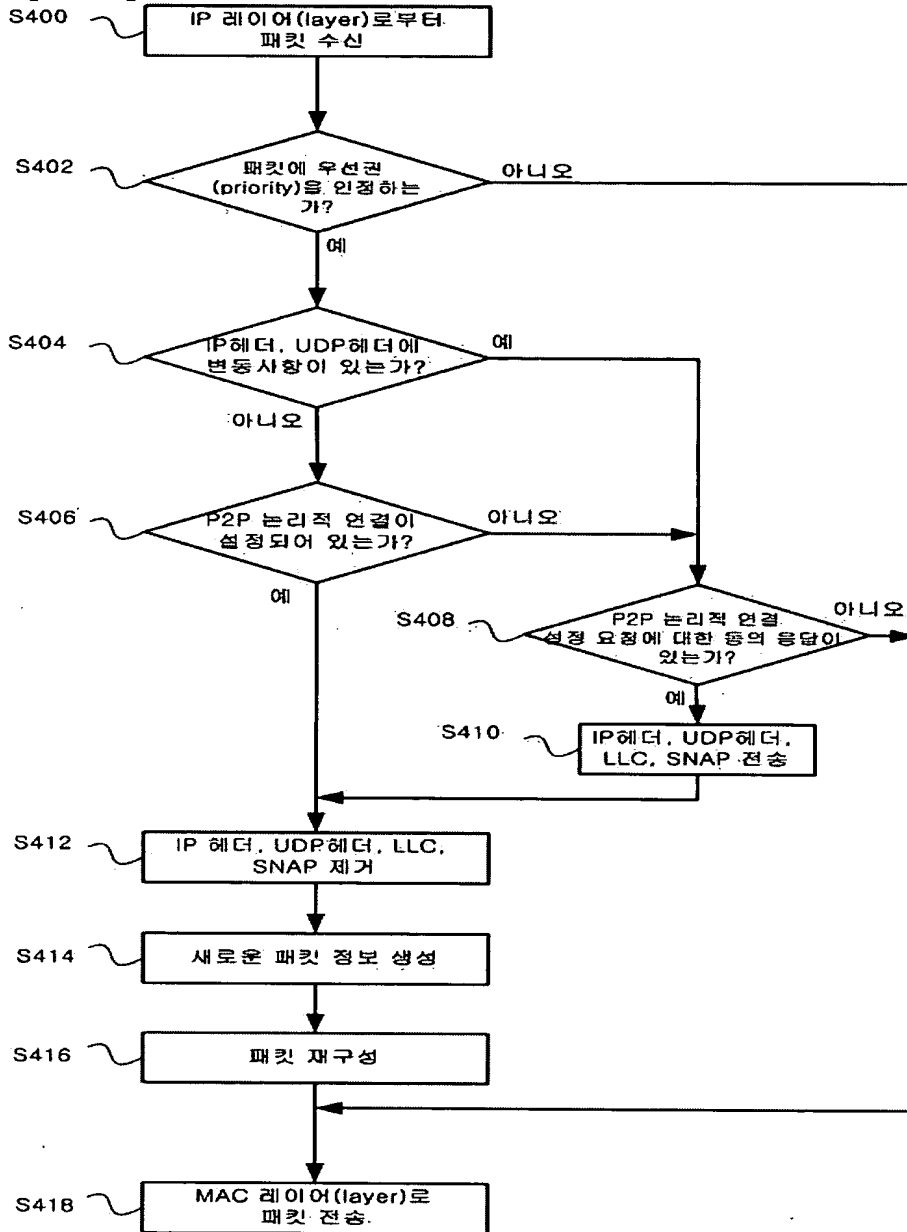 S400
IP 레이어(layer)로부터
패킷 수신
S402
패킷에 우선권
(priority)을 인정하는
가?
아니오
예
S404
IP헤더, UDP헤더에
변동사항이 있는가?
예
아니오
S406
P2P 논리적 연결이
설정되어 있는가?
아니오
예
S408
P2P 논리적 연결
설정 요청에 대한 동의 응답이
있는가?
아니오
예
S410
IP헤더, UDP헤더,
LLC, SNAP 전송
S412
IP 헤더, UDP헤더, LLC,
SNAP 제거
S414
새로운 패킷 정보 생성
S416
패킷 재구성
S418
MAC 레이어(layer)로
패킷 전송